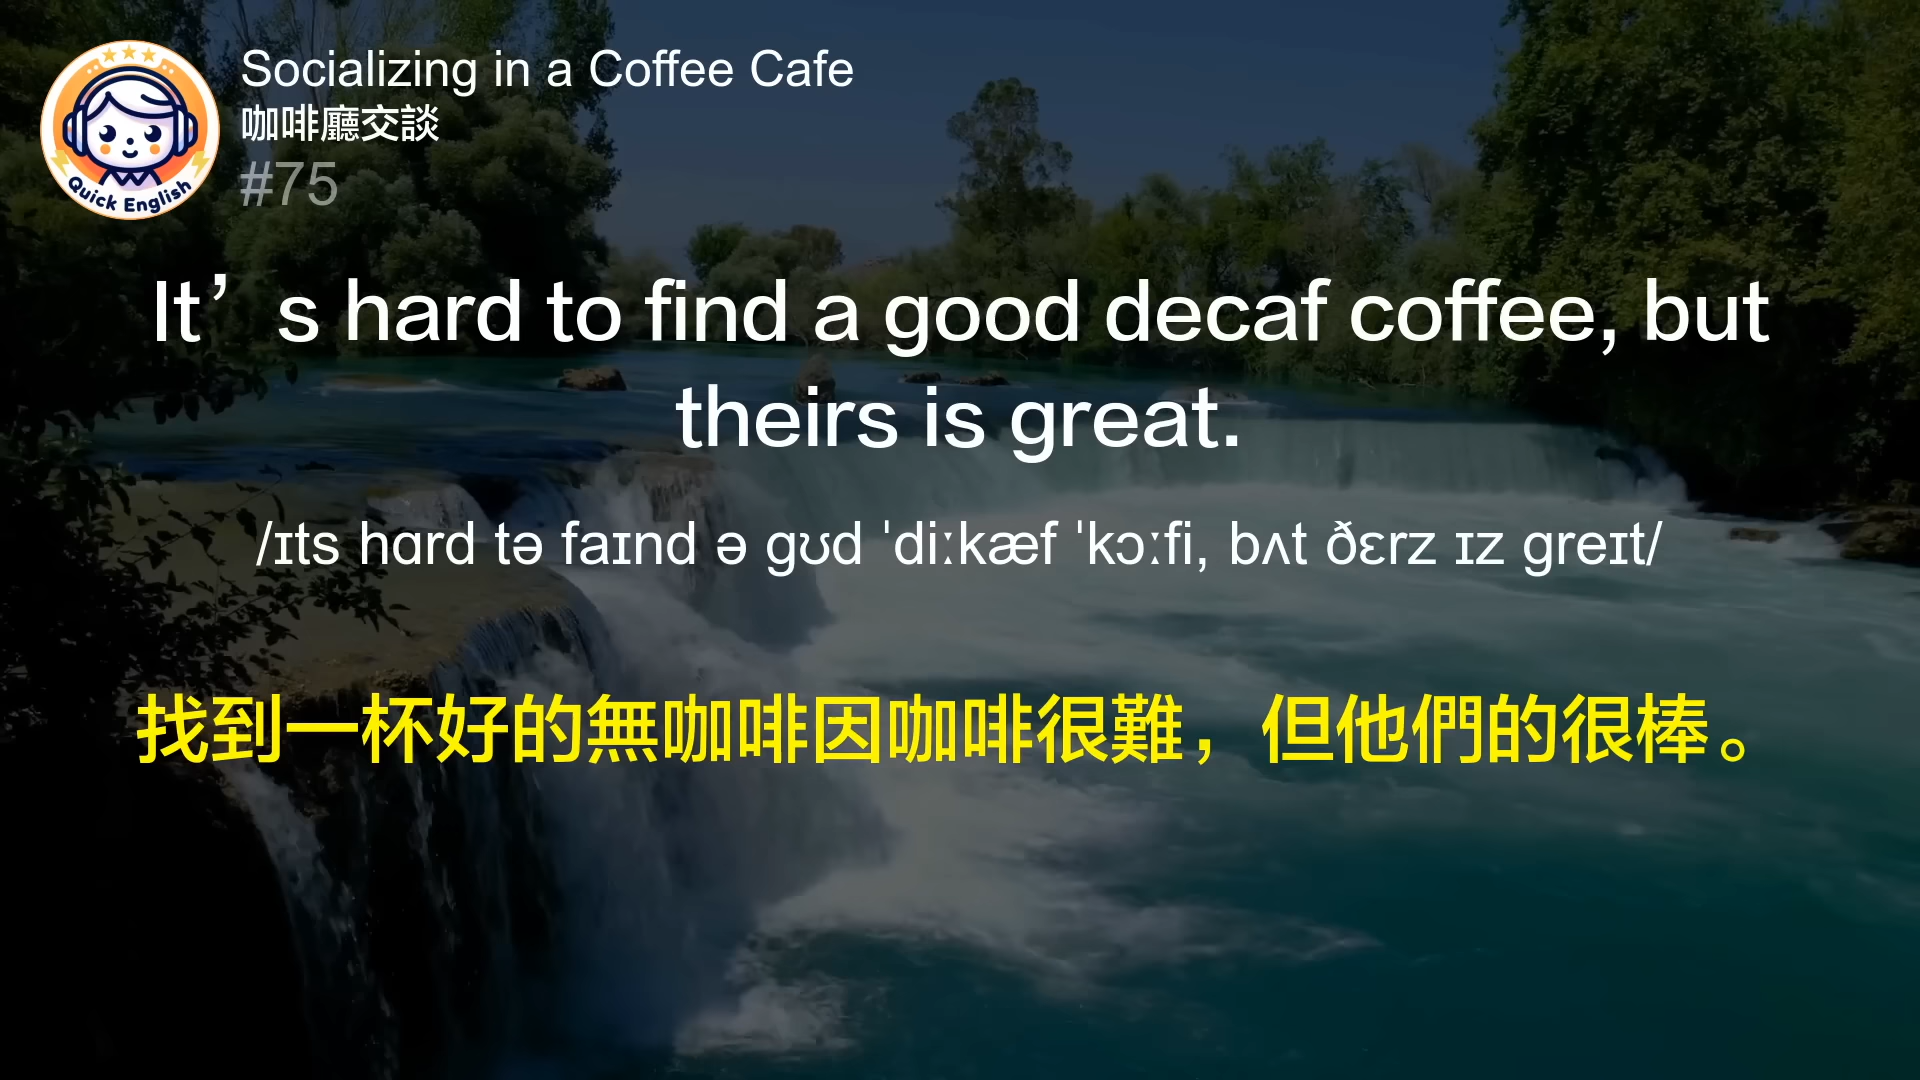 Socializing in a Coffee Cafe
咖啡廳交談
#75
Quick English
It’s hard to find a good decaf coffee, but
theirs is great.
/ɪts hɑrd tə faɪnd ə gʊd ˈdiːkæf ˈkɔːfi, bʌt ðɛrz ɪz greɪt/
找到一杯好的無咖啡因咖啡很難，但他們的很棒。